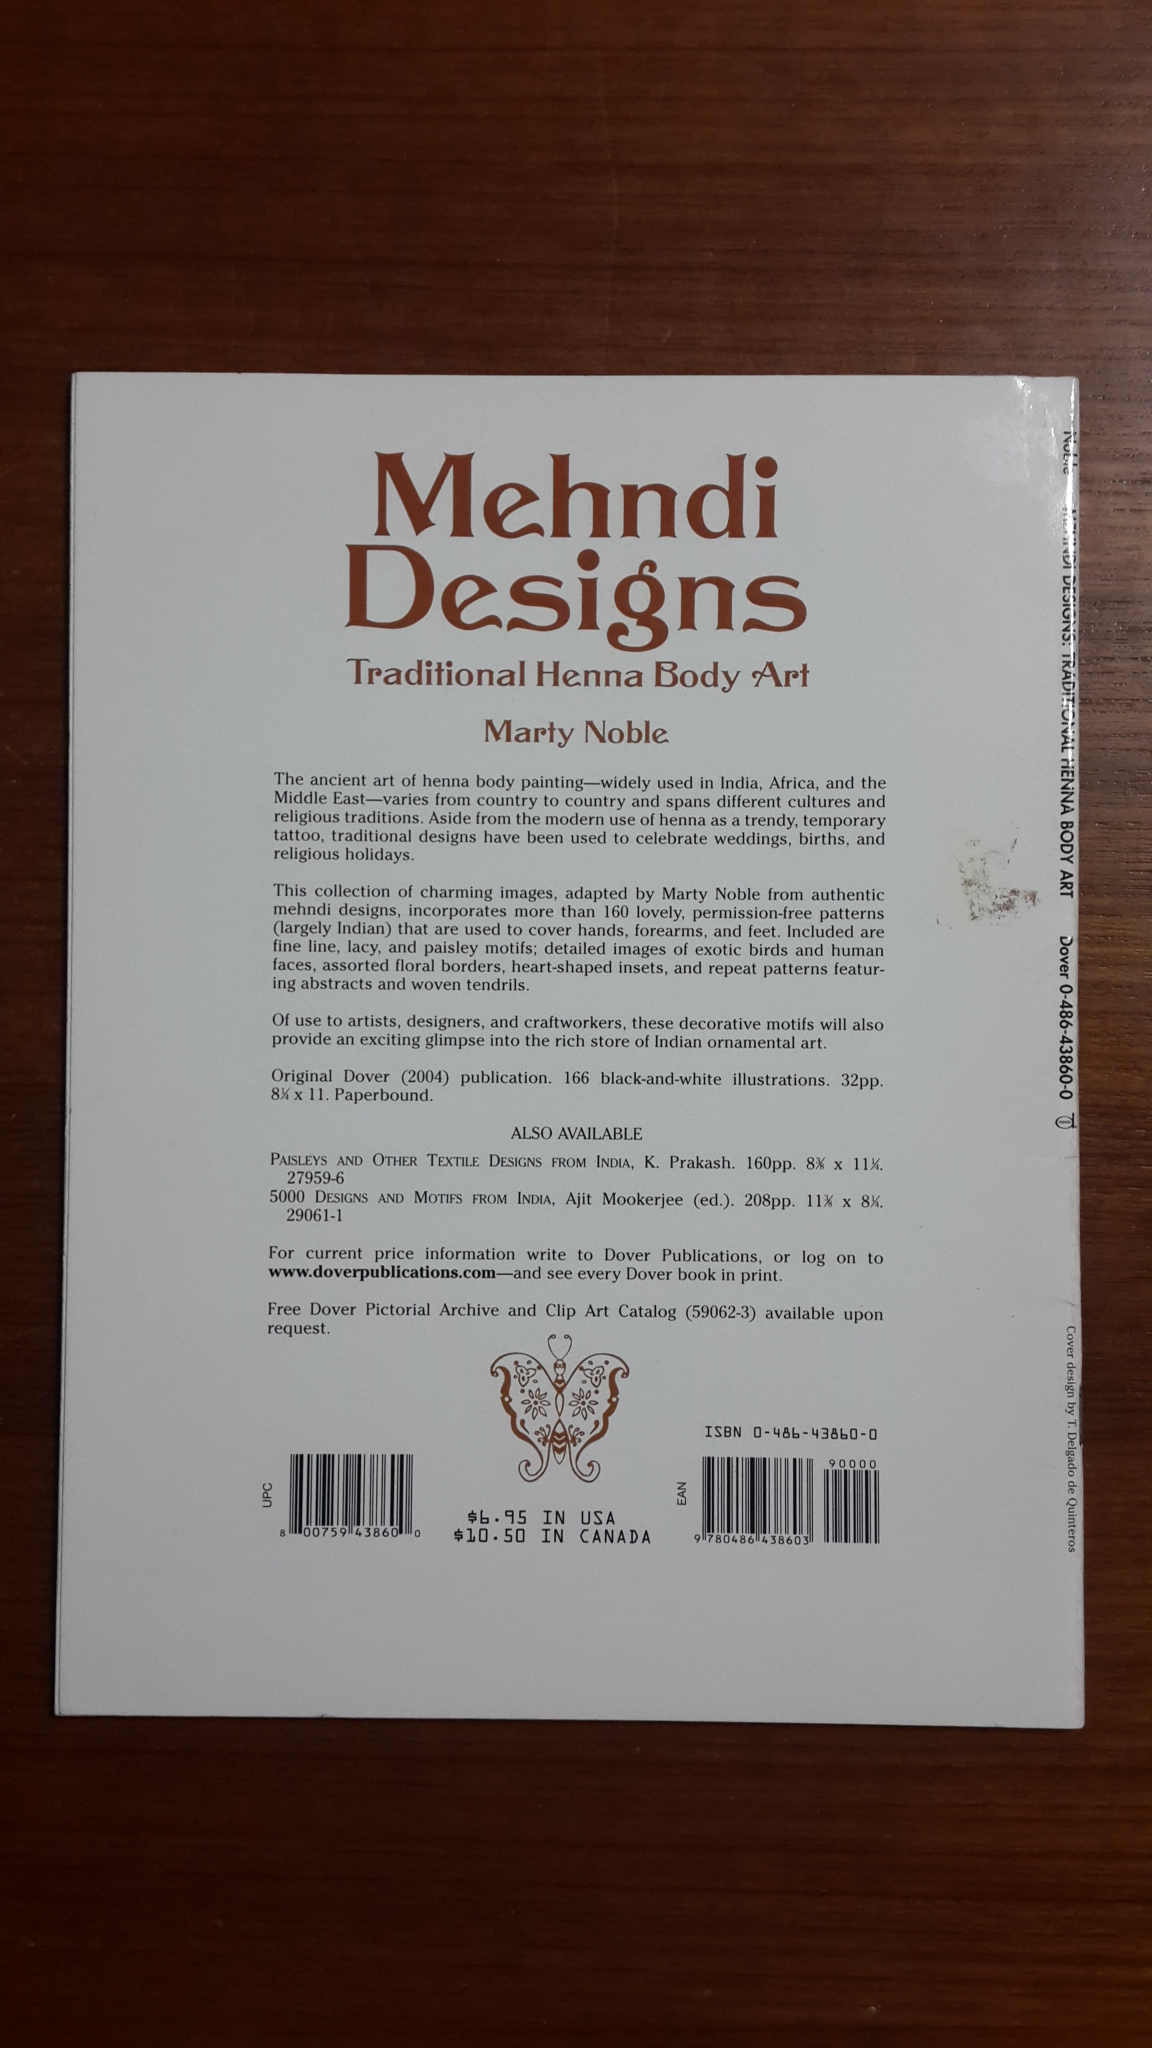 Mehndi
Designs
Traditional Henna Body Art
Marty Noble
The ancient art of henna body painting—widely used in India, Africa, and the
Middle East—varies from country to country and spans different cultures and
religious traditions. Aside from the modern use of henna as a trendy, temporary
tattoo, traditional designs have been used to celebrate weddings, births, and
religious holidays.
This collection of charming images, adapted by Marty Noble from authentic
mehndi designs, incorporates more than 160 lovely, permission-free patterns
(largely Indian) that are used to cover hands, forearms, and feet. Included are
fine line, lacy, and paisley motifs; detailed images of exotic birds and human
faces, assorted floral borders, heart-shaped insets, and repeat patterns featur-
ing abstracts and woven tendrils.
Of use to artists, designers, and craftworkers, these decorative motifs will also
provide an exciting glimpse into the rich store of Indian ornamental art.
Original Dover (2004) publication. 166 black-and-white illustrations. 32pp.
8¼ x 11. Paperbound.
ALSO AVAILABLE
PAISLEYS AND OTHER TEXTILE DESIGNS FROM INDIA, K. Prakash. 160pp. 8⅜ x 11¼.
27959-6
5000 DESIGNS AND MOTIFS FROM INDIA, Ajit Mookerjee (ed.). 208pp. 11⅜ x 8¼.
29061-1
For current price information write to Dover Publications, or log on to
www.doverpublications.com—and see every Dover book in print.
Free Dover Pictorial Archive and Clip Art Catalog (59062-3) available upon
request.
UPC
8 00759 43860 0
$6.95 IN USA
$10.50 IN CANADA
ISBN 0-486-43860-0
EAN
90000
9 780486 438603
Noble MEHNDI DESIGNS: TRADITIONAL HENNA BODY ART Dover 0-486-43860-0
Cover design by T. Delgado de Quinteros